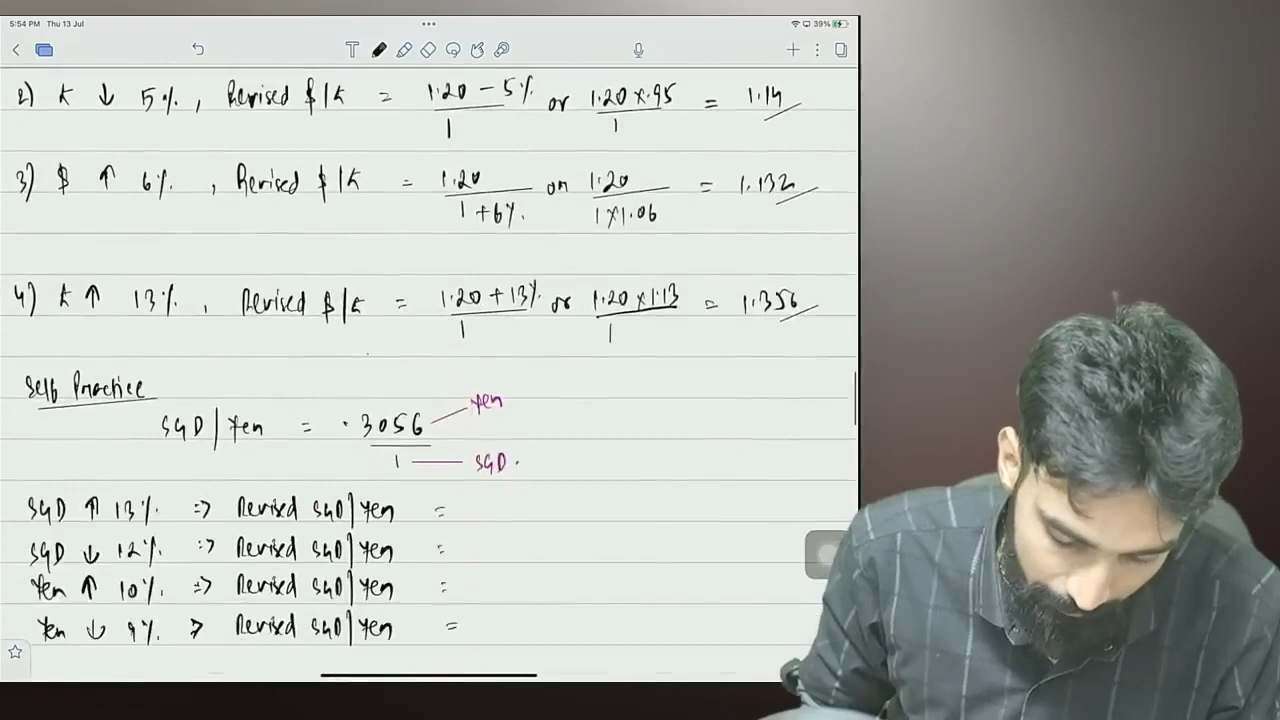 5:54 PM Thu 13 Jul 39%
2) K ↓ 5%, Revised $|K = 1.20 - 5% / 1 or 1.20 x .95 / 1 = 1.14
3) $ ↑ 6%, Revised $|K = 1.20 / 1 + 6% or 1.20 / 1 x 1.06 = 1.132
4) K ↑ 13%, Revised $|K = 1.20 + 13% / 1 or 1.20 x 1.13 / 1 = 1.356
Self Practice
SGD | Yen = .3056 / 1
Yen
SGD.
SGD ↑ 13% => Revised SGD|Yen =
SGD ↓ 12% => Revised SGD|Yen =
Yen ↑ 10% => Revised SGD|Yen =
Yen ↓ 9% => Revised SGD|Yen =